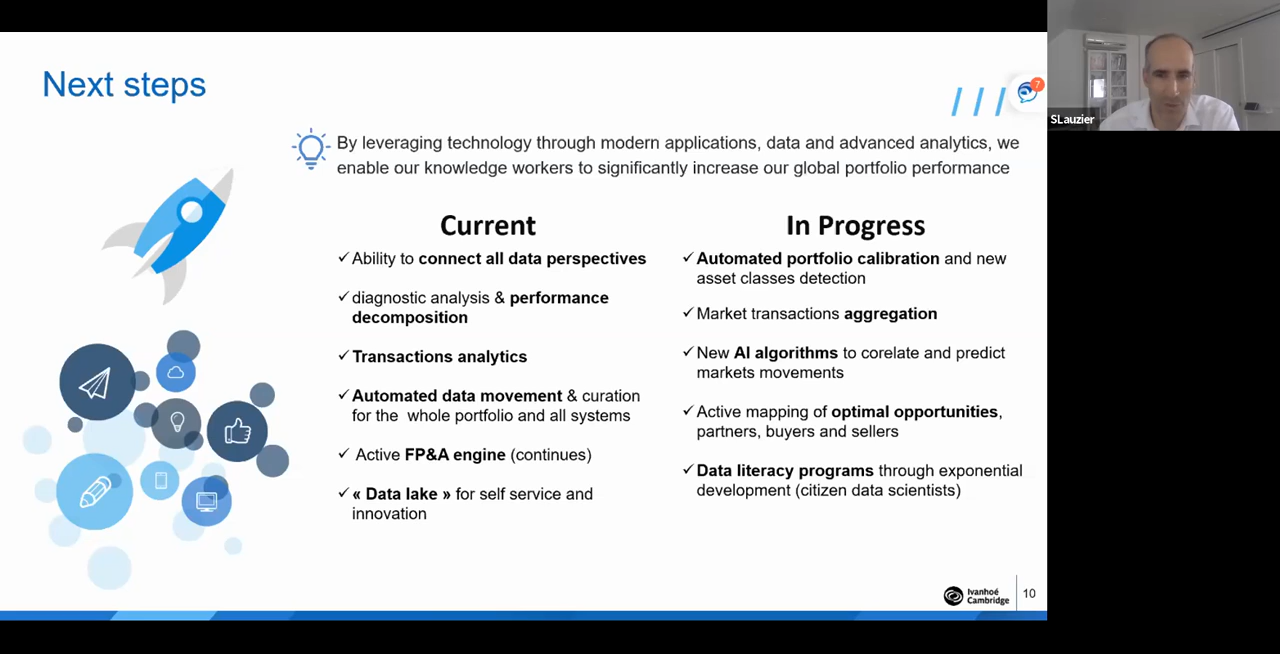 Next steps
7
SLauzier
By leveraging technology through modern applications, data and advanced analytics, we
enable our knowledge workers to significantly increase our global portfolio performance
Current
✓ Ability to connect all data perspectives
✓ diagnostic analysis & performance
decomposition
✓ Transactions analytics
✓ Automated data movement & curation
for the whole portfolio and all systems
✓ Active FP&A engine (continues)
✓ « Data lake » for self service and
innovation
In Progress
✓ Automated portfolio calibration and new
asset classes detection
✓ Market transactions aggregation
✓ New AI algorithms to corelate and predict
markets movements
✓ Active mapping of optimal opportunities,
partners, buyers and sellers
✓ Data literacy programs through exponential
development (citizen data scientists)
Ivanhoé
Cambridge
10